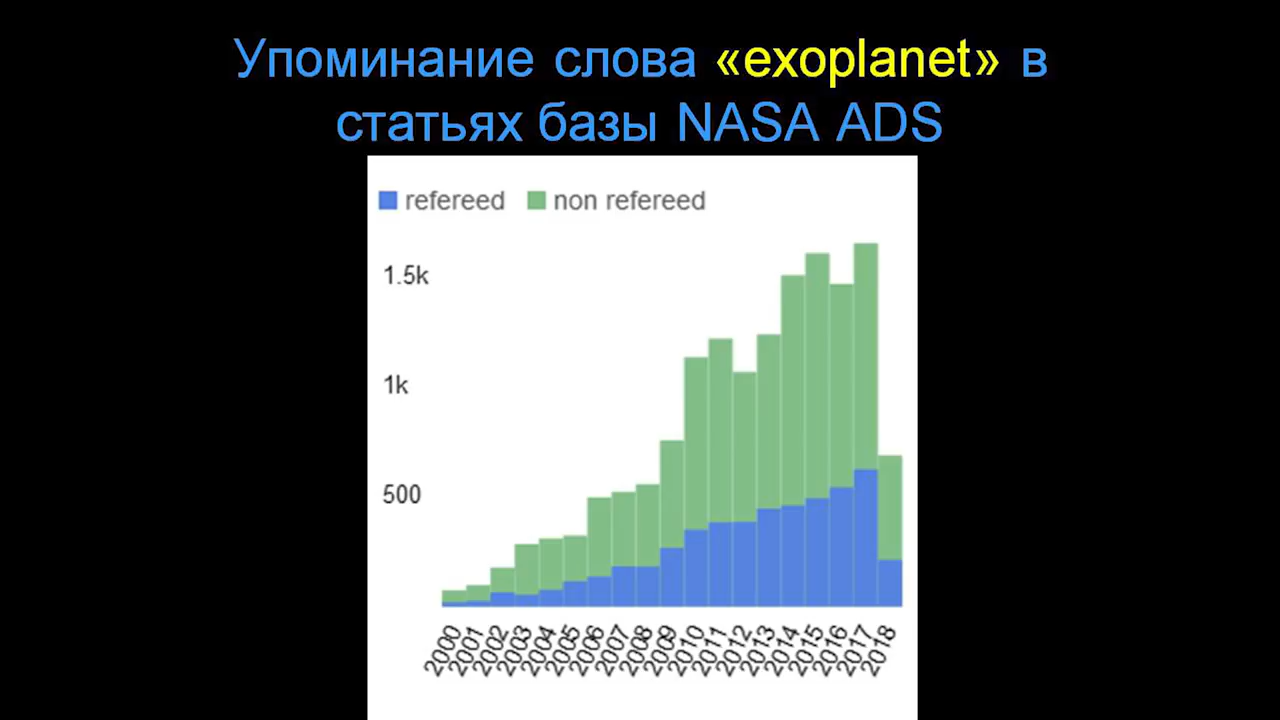 Упоминание слова «exoplanet» в
статьях базы NASA ADS
refereed non refereed
1.5k
1k
500
2000 2001 2002 2003 2004 2005 2006 2007 2008 2009 2010 2011 2012 2013 2014 2015 2016 2017 2018